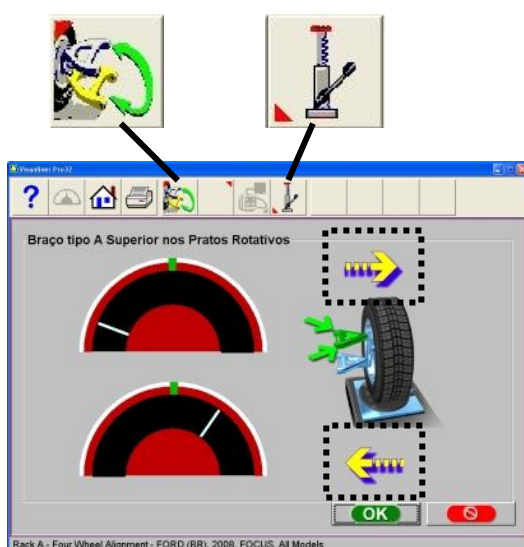 Visualiner Pro32
?
Braço tipo A Superior nos Pratos Rotativos
OK
Rack A - Four Wheel Alignment - FORD (BR), 2008, FOCUS, All Models